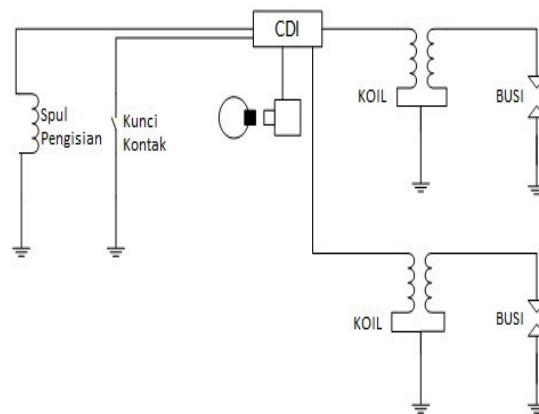 CDI
Spul
Pengisian
Kunci
Kontak
KOIL
BUSI
KOIL
BUSI